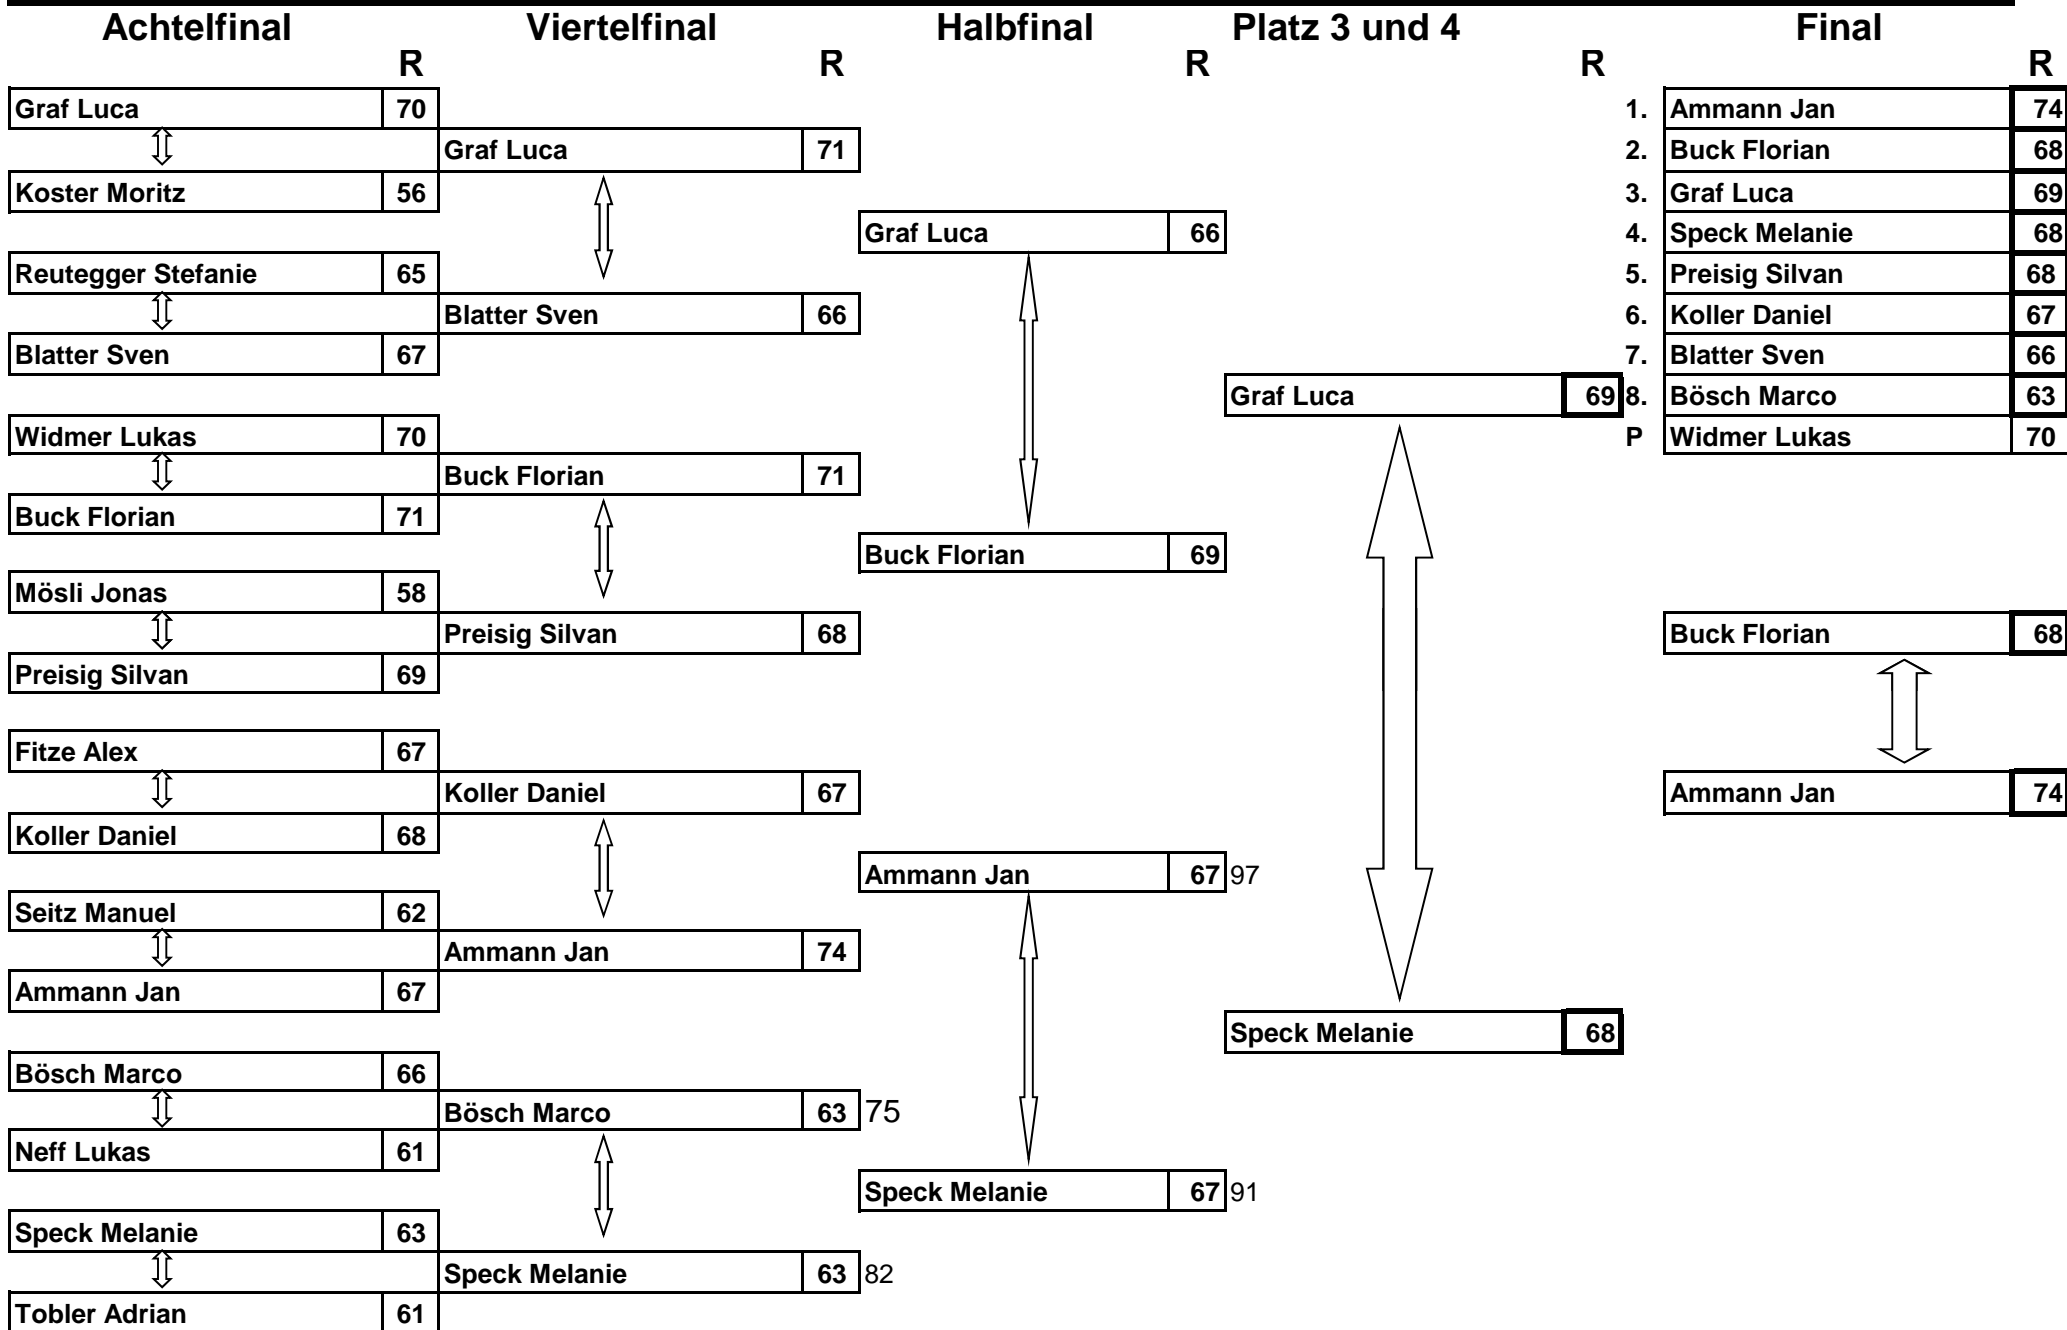 Achtelfinal Viertelfinal Halbfinal Platz 3 und 4 Final
R R R R R
Graf Luca 70 1. Ammann Jan 74
Graf Luca 71 2. Buck Florian 68
Koster Moritz 56 3. Graf Luca 69
Graf Luca 66 4. Speck Melanie 68
Reutegger Stefanie 65 5. Preisig Silvan 68
Blatter Sven 66 6. Koller Daniel 67
Blatter Sven 67 7. Blatter Sven 66
Graf Luca 69 8. Bösch Marco 63
Widmer Lukas 70 P Widmer Lukas 70
Buck Florian 71
Buck Florian 71
Buck Florian 69
Mösli Jonas 58
Preisig Silvan 68 Buck Florian 68
Preisig Silvan 69
Fitze Alex 67
Koller Daniel 67 Ammann Jan 74
Koller Daniel 68
Ammann Jan 67 97
Seitz Manuel 62
Ammann Jan 74
Ammann Jan 67
Speck Melanie 68
Bösch Marco 66
Bösch Marco 63 75
Neff Lukas 61
Speck Melanie 67 91
Speck Melanie 63
Speck Melanie 63 82
Tobler Adrian 61